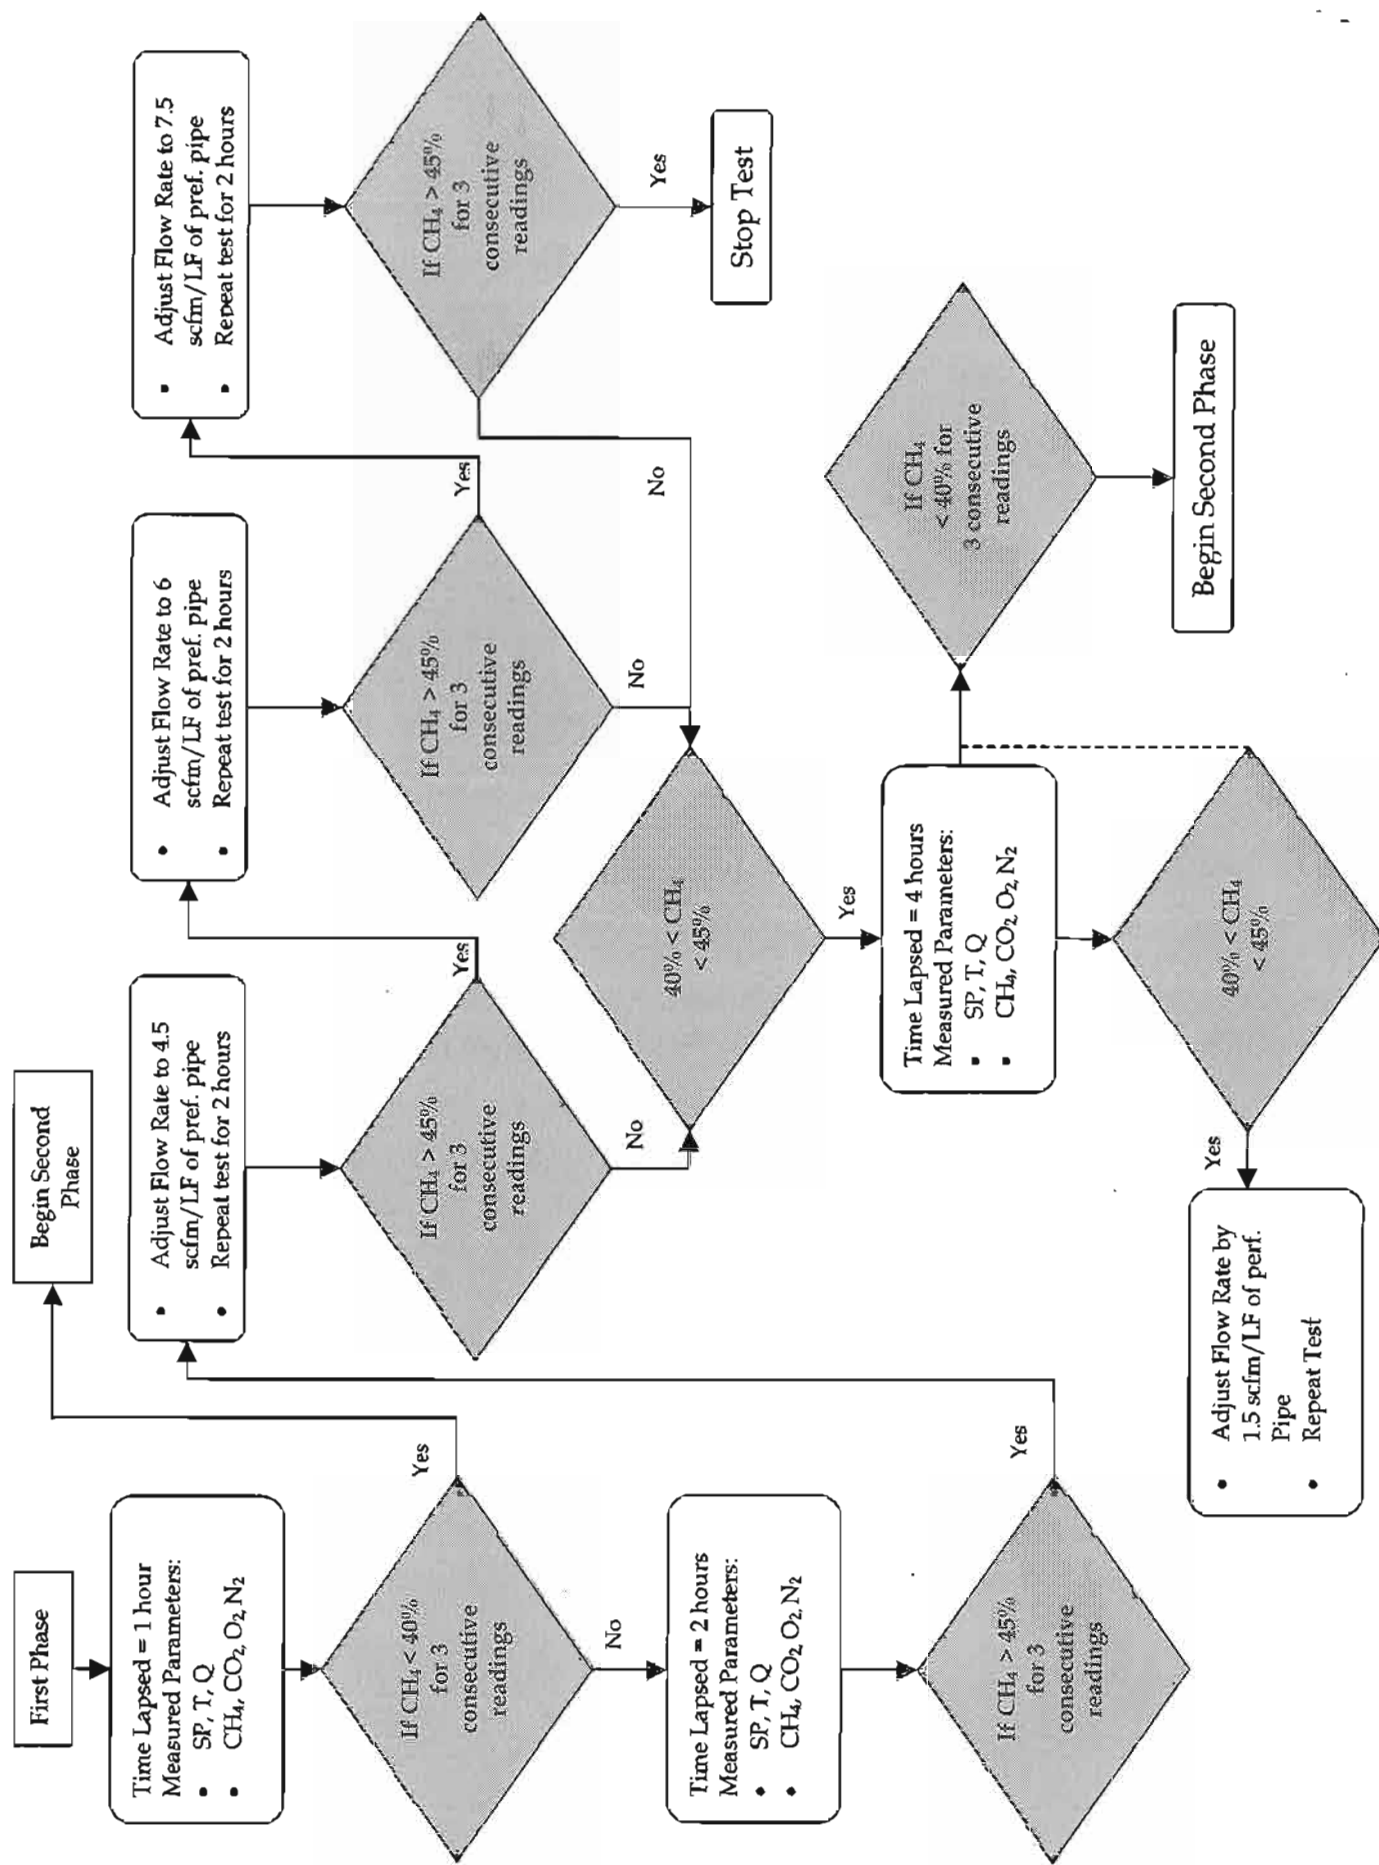 First Phase
Time Lapsed = 1 hour
Measured Parameters:
• SP, T, Q
• CH₄, CO₂, O₂, N₂
If CH₄ < 40%
for 3
consecutive
readings
Yes
Begin Second
Phase
No
Time Lapsed = 2 hours
Measured Parameters:
• SP, T, Q
• CH₄, CO₂ O₂, N₂
If CH₄ > 45%
for 3
consecutive
readings
Yes
• Adjust Flow Rate to 4.5
scfm/LF of pref. pipe
• Repeat test for 2 hours
If CH₄ > 45%
for 3
consecutive
readings
Yes
No
• Adjust Flow Rate to 6
scfm/LF of pref. pipe
• Repeat test for 2 hours
If CH₄ > 45%
for 3
consecutive
readings
Yes
No
• Adjust Flow Rate to 7.5
scfm/LF of pref. pipe
• Repeat test for 2 hours
If CH₄ > 45%
for 3
consecutive
readings
No
Yes
Stop Test
40% < CH₄
< 45%
Yes
Time Lapsed = 4 hours
Measured Parameters:
• SP, T, Q
• CH₄, CO₂ O₂, N₂
If CH₄
< 40% for
3 consecutive
readings
Begin Second Phase
40% < CH₄
< 45%
Yes
• Adjust Flow Rate by
1.5 scfm/LF of perf.
Pipe
• Repeat Test